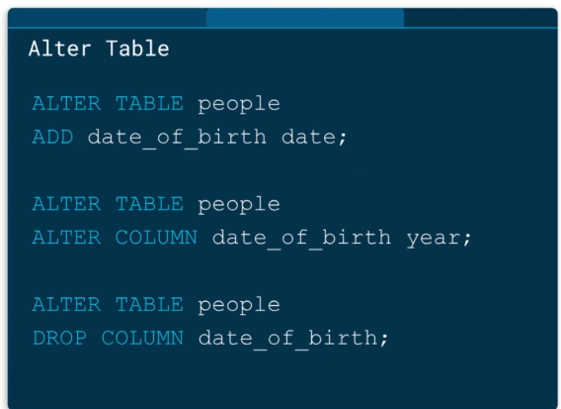 Alter Table
ALTER TABLE people
ADD date_of_birth date;
ALTER TABLE people
ALTER COLUMN date_of_birth year;
ALTER TABLE people
DROP COLUMN date_of_birth;